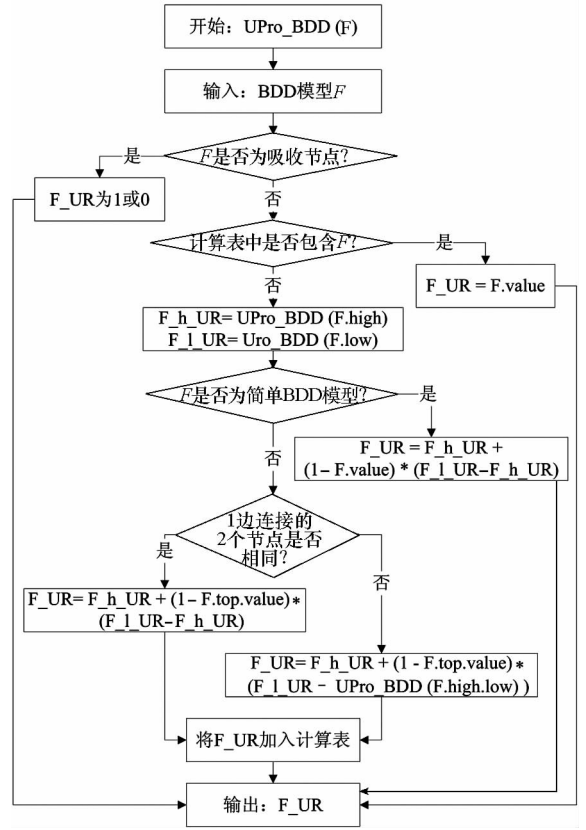 开始：UPro_BDD (F)
输入：BDD模型F
F是否为吸收节点？
是
F_UR为1或0
否
计算表中是否包含F？
是
F_UR = F.value
否
F_h_UR= UPro_BDD (F.high)
F_l_UR= Uro_BDD (F.low)
F是否为简单BDD模型？
是
F_UR = F_h_UR +
(1– F.value) * (F_l_UR–F_h_UR)
否
1边连接的
2个节点是否
相同？
是
F_UR= F_h_UR + (1– F.top.value)*
(F_l_UR–F_h_UR)
否
F_UR= F_h_UR + (1 - F.top.value)*
(F_l_UR – UPro_BDD (F.high.low) )
将F_UR加入计算表
输出：F_UR